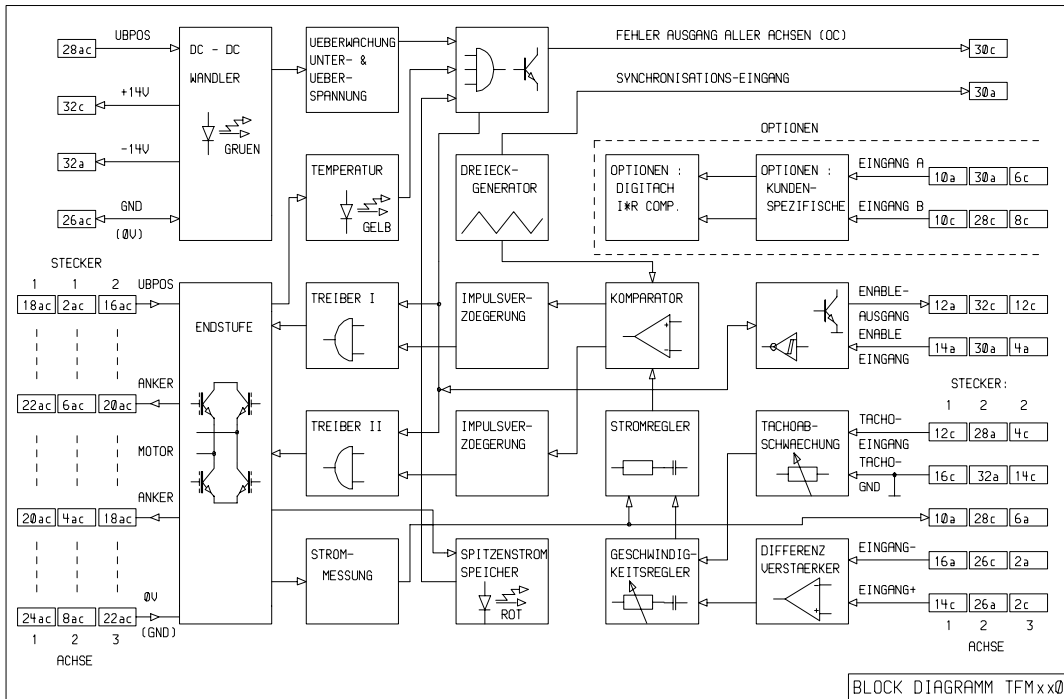 UBPOS
28ac
+14V
32c
-14V
32a
GND
26ac
(0V)
DC - DC
WANDLER
GRUEN
UEBERWACHUNG
UNTER- &
UEBER-
SPANNUNG
TEMPERATUR
GELB
DREIECK-
GENERATOR
FEHLER AUSGANG ALLER ACHSEN (OC)
30c
SYNCHRONISATIONS-EINGANG
30a
OPTIONEN
OPTIONEN :
DIGITACH
I*R COMP.
OPTIONEN :
KUNDEN-
SPEZIFISCHE
EINGANG A
10a 30a 6c
EINGANG B
10c 28c 8c
STECKER
1 1 2
UBPOS
18ac 2ac 16ac
ANKER
22ac 6ac 20ac
MOTOR
ANKER
20ac 4ac 18ac
0V
24ac 8ac 22ac
(GND)
1 2 3
ACHSE
ENDSTUFE
TREIBER I
IMPULSVER-
ZOEGERUNG
KOMPARATOR
TREIBER II
IMPULSVER-
ZOEGERUNG
STROMREGLER
TACHOAB-
SCHWAECHUNG
STROM-
MESSUNG
SPITZENSTROM
SPEICHER
ROT
GESCHWINDIG-
KEITSREGLER
DIFFERENZ
VERSTAERKER
ENABLE-
12a 32c 12c
AUSGANG
ENABLE
14a 30a 4a
EINGANG
STECKER:
1 2 2
TACHO-
12c 28a 4c
EINGANG
TACHO-
16c 32a 14c
GND
10a 28c 6a
EINGANG-
16a 26c 2a
EINGANG+
14c 26a 2c
1 2 3
ACHSE
BLOCK DIAGRAMM TFMxx0